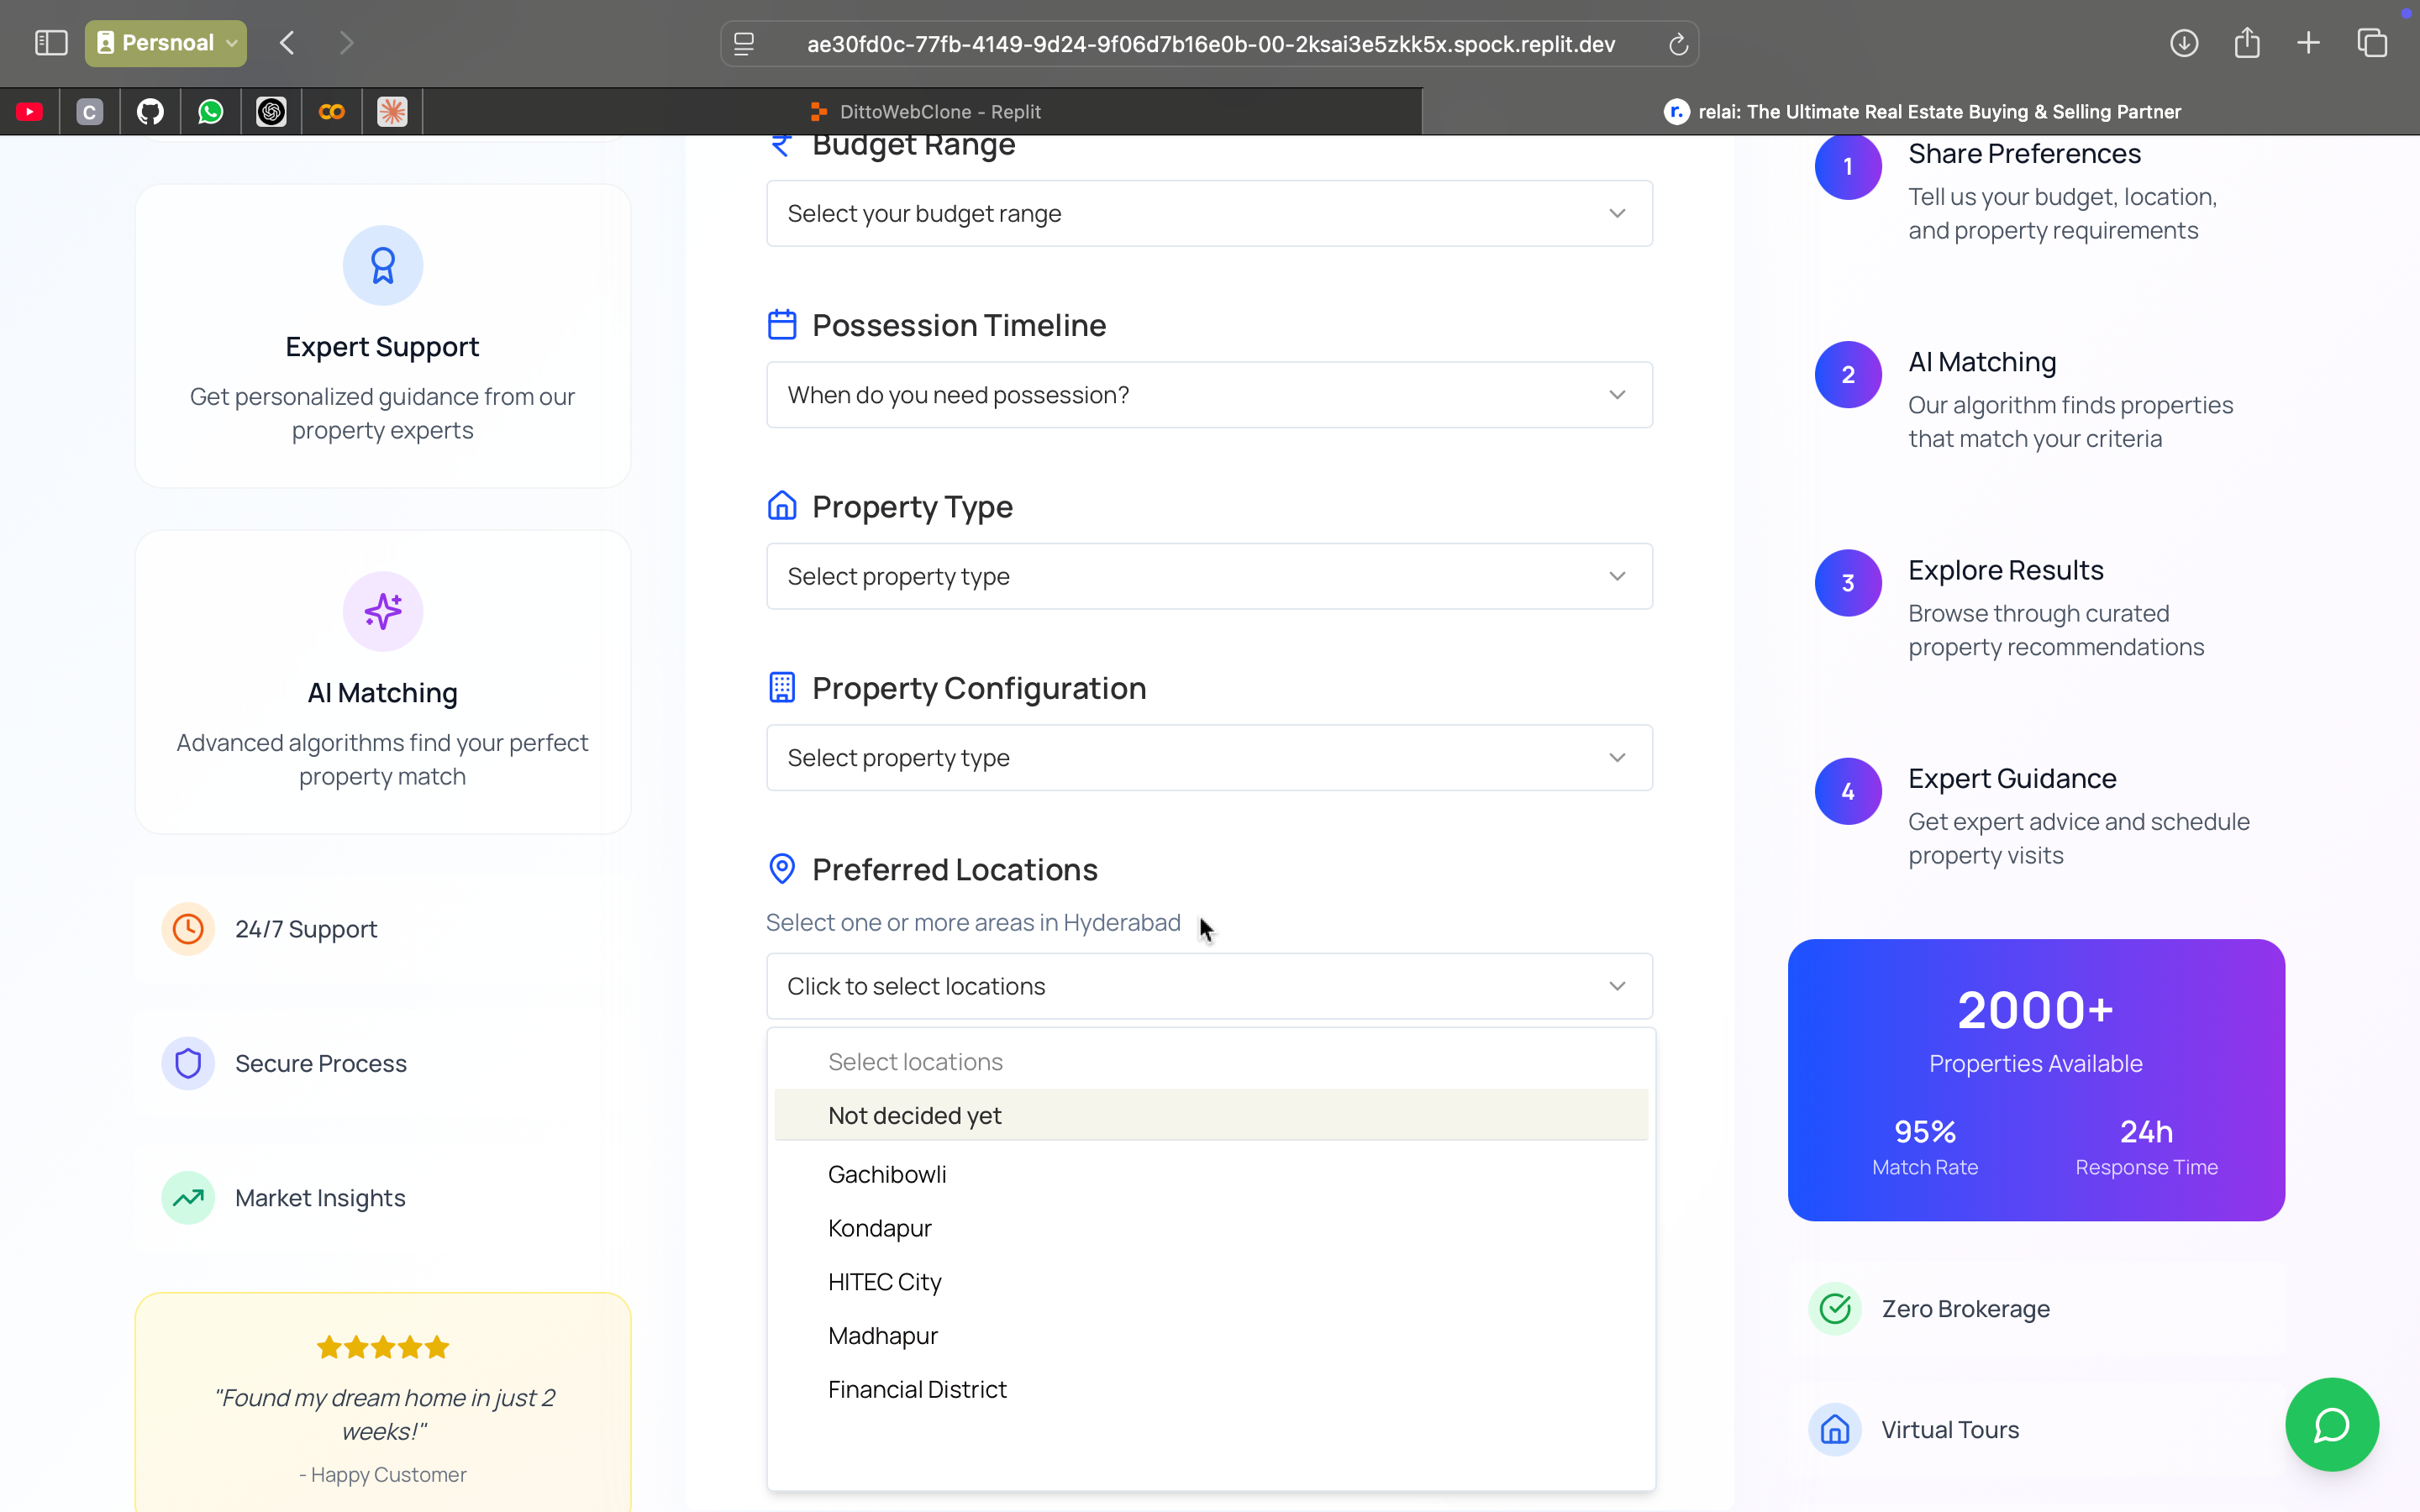 Persnoal
ae30fd0c-77fb-4149-9d24-9f06d7b16e0b-00-2ksai3e5zkk5x.spock.replit.dev
C
DittoWebClone - Replit
r. relai: The Ultimate Real Estate Buying & Selling Partner
Expert Support
Get personalized guidance from our
property experts
AI Matching
Advanced algorithms find your perfect
property match
24/7 Support
Secure Process
Market Insights
"Found my dream home in just 2
weeks!"
- Happy Customer
₹ Budget Range
Select your budget range
Possession Timeline
When do you need possession?
Property Type
Select property type
Property Configuration
Select property type
Preferred Locations
Select one or more areas in Hyderabad
Click to select locations
Select locations
Not decided yet
Gachibowli
Kondapur
HITEC City
Madhapur
Financial District
1
Share Preferences
Tell us your budget, location,
and property requirements
2
AI Matching
Our algorithm finds properties
that match your criteria
3
Explore Results
Browse through curated
property recommendations
4
Expert Guidance
Get expert advice and schedule
property visits
2000+
Properties Available
95%
Match Rate
24h
Response Time
Zero Brokerage
Virtual Tours